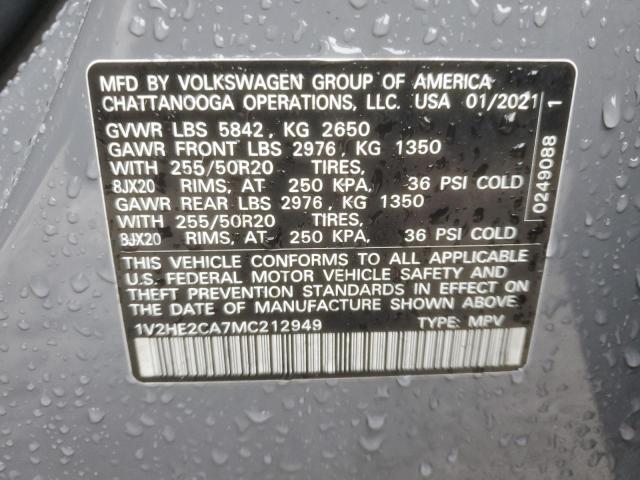 MFD BY VOLKSWAGEN GROUP OF AMERICA
CHATTANOOGA OPERATIONS, LLC. USA 01/2021
GVWR LBS 5842, KG 2650
GAWR FRONT LBS 2976, KG 1350
WITH 255/50R20 TIRES,
8JX20 RIMS, AT 250 KPA, 36 PSI COLD
GAWR REAR LBS 2976, KG 1350
WITH 255/50R20 TIRES,
8JX20 RIMS, AT 250 KPA, 36 PSI COLD
THIS VEHICLE CONFORMS TO ALL APPLICABLE
U.S. FEDERAL MOTOR VEHICLE SAFETY AND
THEFT PREVENTION STANDARDS IN EFFECT ON
THE DATE OF MANUFACTURE SHOWN ABOVE.
1V2HE2CA7MC212949 TYPE: MPV
0249088 1